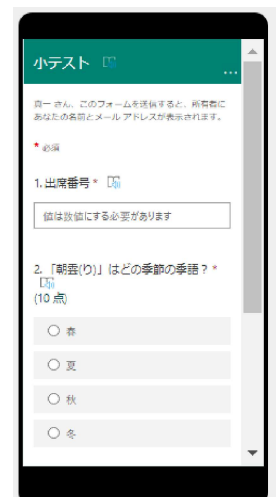 小テスト
…
真一 さん、このフォームを送信すると、所有者に
あなたの名前とメール アドレスが表示されます。
* 必須
1. 出席番号 *
値は数値にする必要があります
2. 「朝雲(り)」はどの季節の季語？ *
(10 点)
春
夏
秋
冬